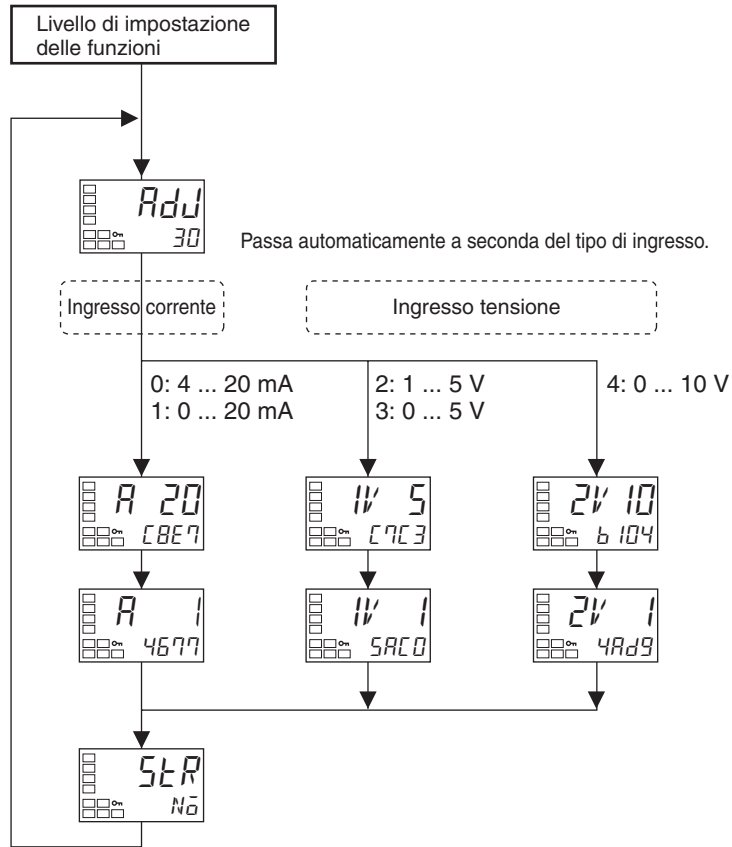 Livello di impostazione
delle funzioni
AdJ
30
Passa automaticamente a seconda del tipo di ingresso.
Ingresso corrente
Ingresso tensione
0: 4 ... 20 mA
1: 0 ... 20 mA
2: 1 ... 5 V
3: 0 ... 5 V
4: 0 ... 10 V
A 20
C8E7
1V 5
C7C3
2V 10
b104
A 1
4677
1V 1
5AC0
2V 1
4Ad9
StR
No